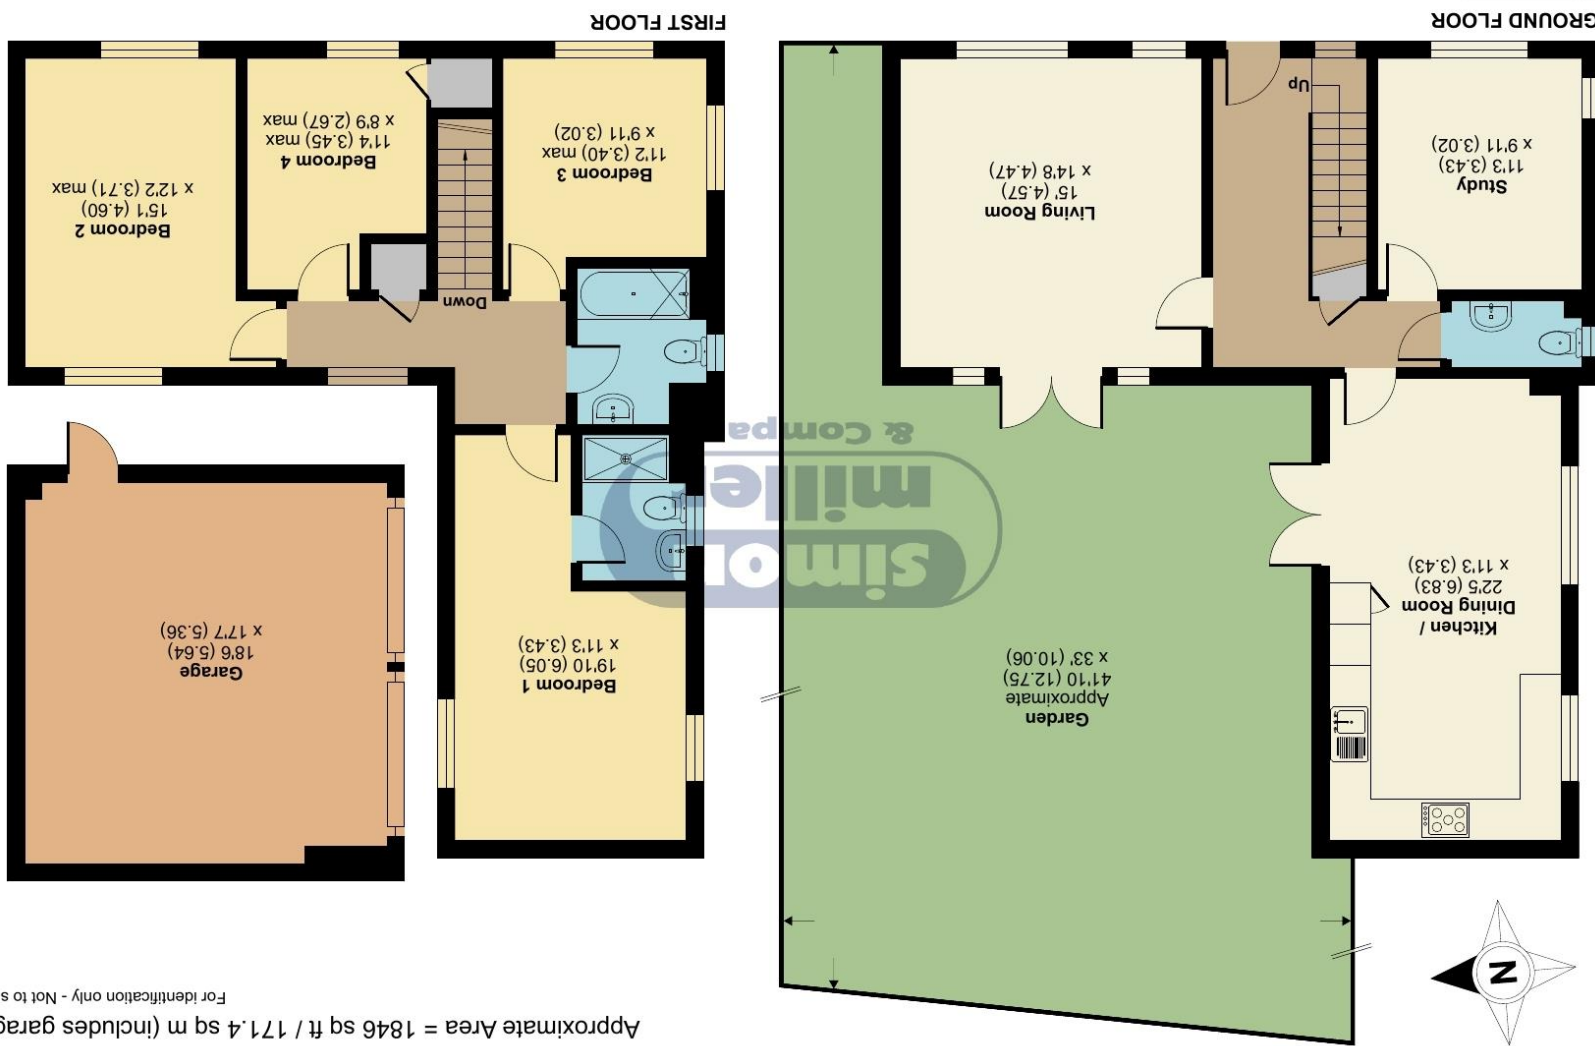 Approximate Area = 1846 sq ft / 171.4 sq m (includes garag
For identification only - Not to s
N
Garden
Approximate
41'10 (12.75)
x 33' (10.06)
Kitchen /
Dining Room
22'5 (6.83)
x 11'3 (3.43)
Living Room
15' (4.57)
x 14'8 (4.47)
Study
11'3 (3.43)
x 9'11 (3.02)
Up
GROUND FLOOR
Garage
18'6 (5.64)
x 17'7 (5.36)
Bedroom 1
19'10 (6.05)
x 11'3 (3.43)
Down
Bedroom 2
15'1 (4.60)
x 12'2 (3.71) max
Bedroom 4
11'4 (3.45) max
x 8'9 (2.67) max
Bedroom 3
11'2 (3.40) max
x 9'11 (3.02)
FIRST FLOOR
simon
miller
& Compa